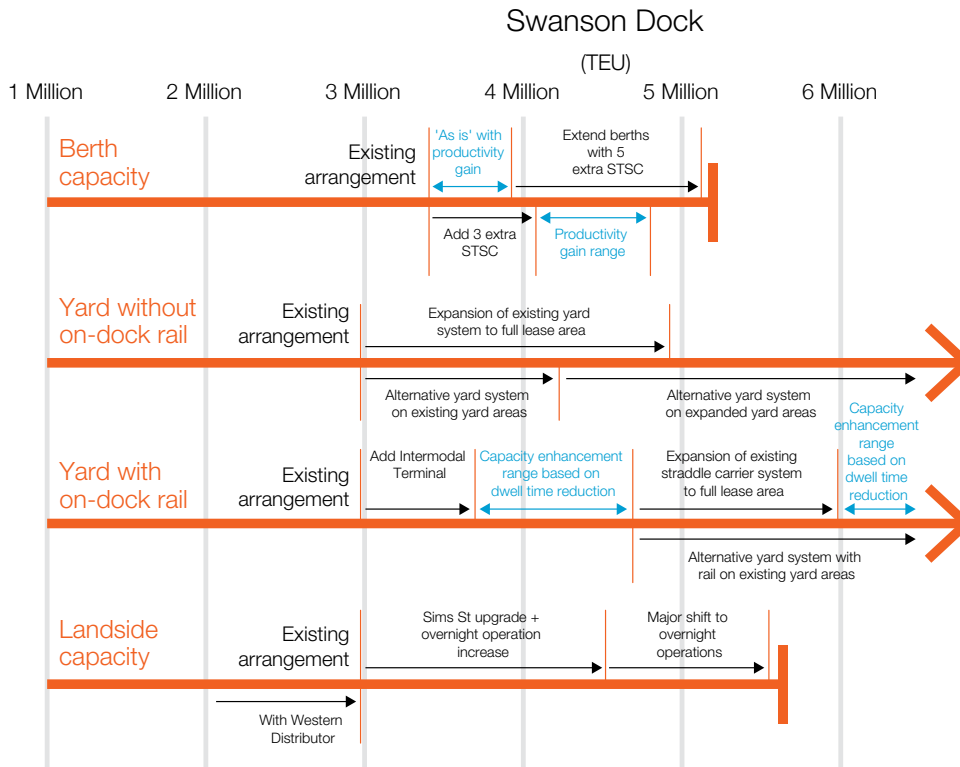 Swanson Dock
(TEU)
1 Million
2 Million
3 Million
4 Million
5 Million
6 Million
Berth
capacity
Existing
arrangement
'As is' with
productivity
gain
Extend berths
with 5
extra STSC
Add 3 extra
STSC
Productivity
gain range
Yard without
on-dock rail
Existing
arrangement
Expansion of existing yard
system to full lease area
Alternative yard system
on existing yard areas
Alternative yard system
on expanded yard areas
Yard with
on-dock rail
Existing
arrangement
Add Intermodal
Terminal
Capacity enhancement
range based on
dwell time reduction
Expansion of existing
straddle carrier system
to full lease area
Capacity
enhancement
range
based on
dwell time
reduction
Alternative yard system with
rail on existing yard areas
Landside
capacity
Existing
arrangement
Sims St upgrade +
overnight operation
increase
Major shift to
overnight
operations
With Western
Distributor